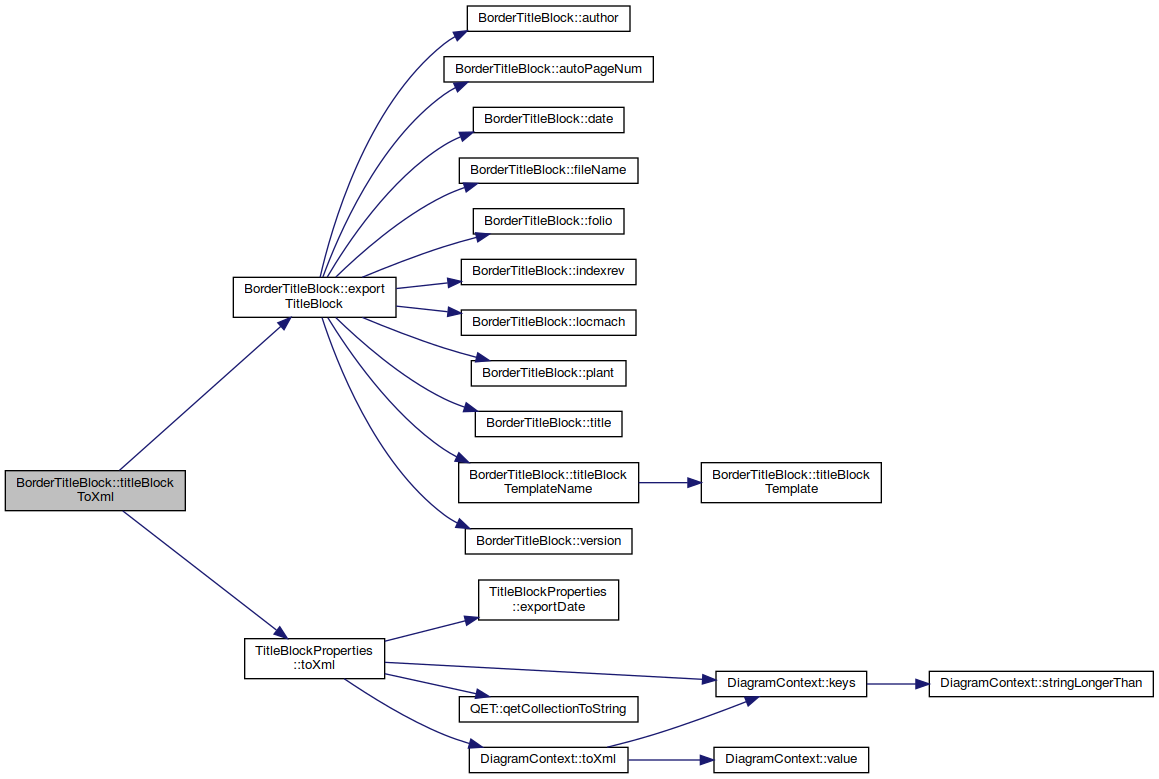 BorderTitleBlock::author
BorderTitleBlock::autoPageNum
BorderTitleBlock::date
BorderTitleBlock::fileName
BorderTitleBlock::folio
BorderTitleBlock::indexrev
BorderTitleBlock::export
TitleBlock
BorderTitleBlock::locmach
BorderTitleBlock::plant
BorderTitleBlock::title
BorderTitleBlock::titleBlock
TemplateName
BorderTitleBlock::titleBlock
Template
BorderTitleBlock::titleBlock
ToXml
BorderTitleBlock::version
TitleBlockProperties
::exportDate
TitleBlockProperties
::toXml
DiagramContext::keys
DiagramContext::stringLongerThan
QET::qetCollectionToString
DiagramContext::toXml
DiagramContext::value